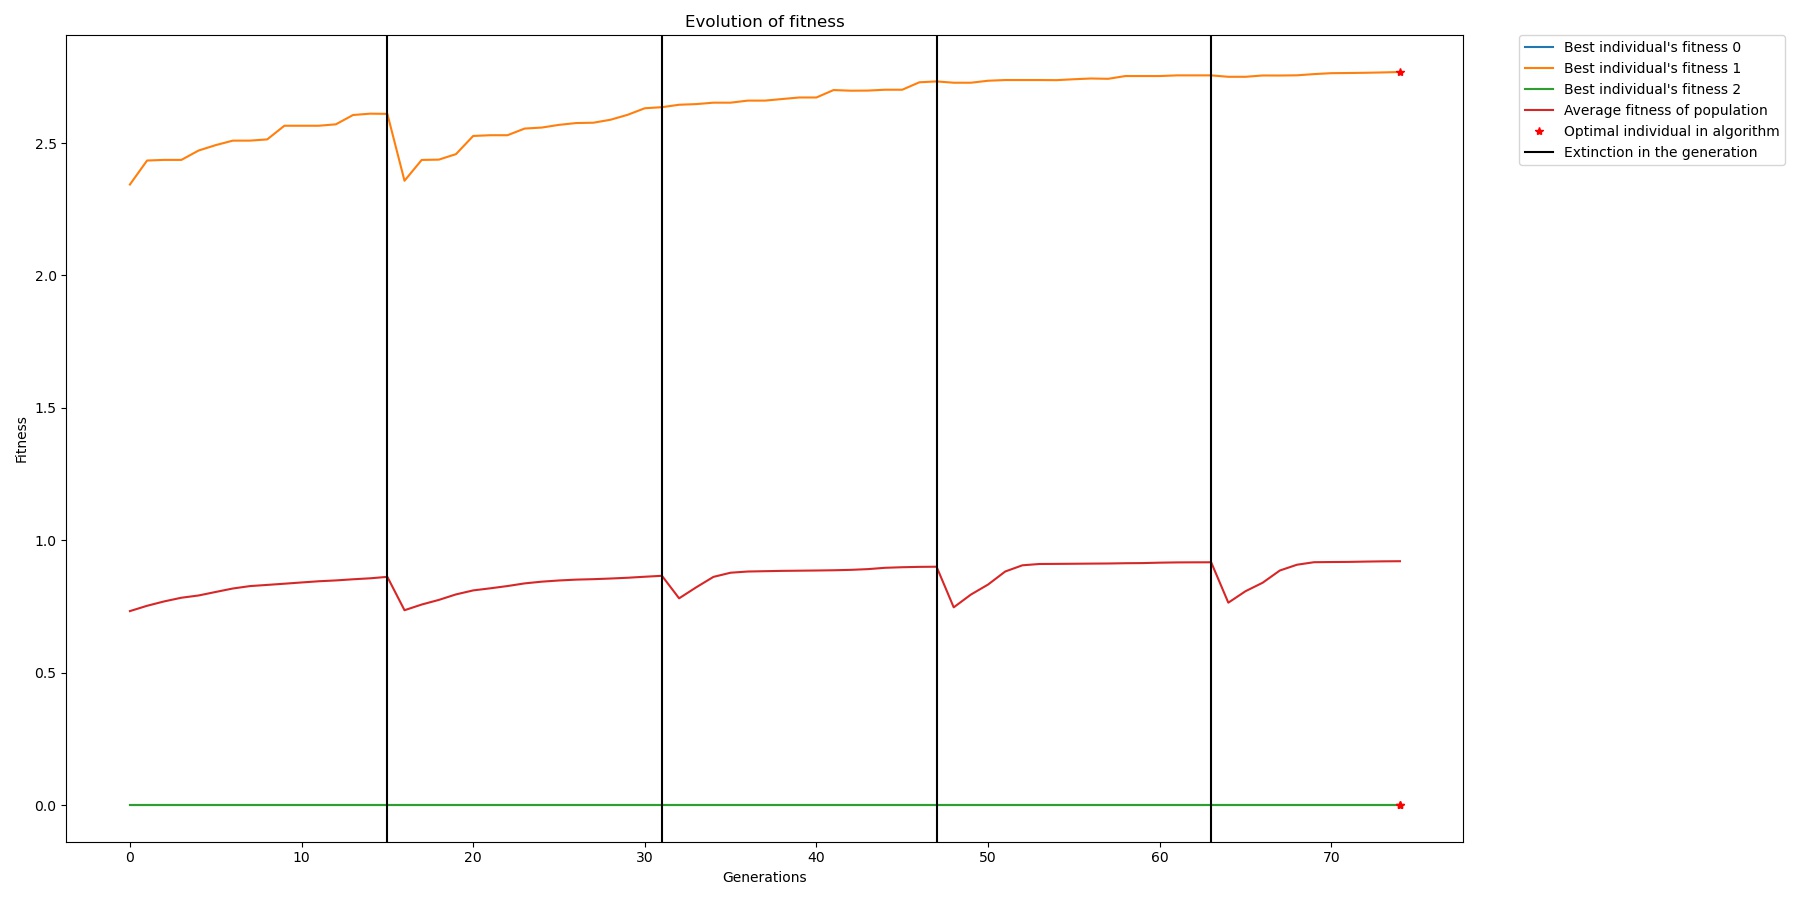 Evolution of fitness
Best individual's fitness 0
Best individual's fitness 1
Best individual's fitness 2
Average fitness of population
Optimal individual in algorithm
Extinction in the generation
Fitness
2.5
2.0
1.5
1.0
0.5
0.0
0 10 20 30 40 50 60 70
Generations